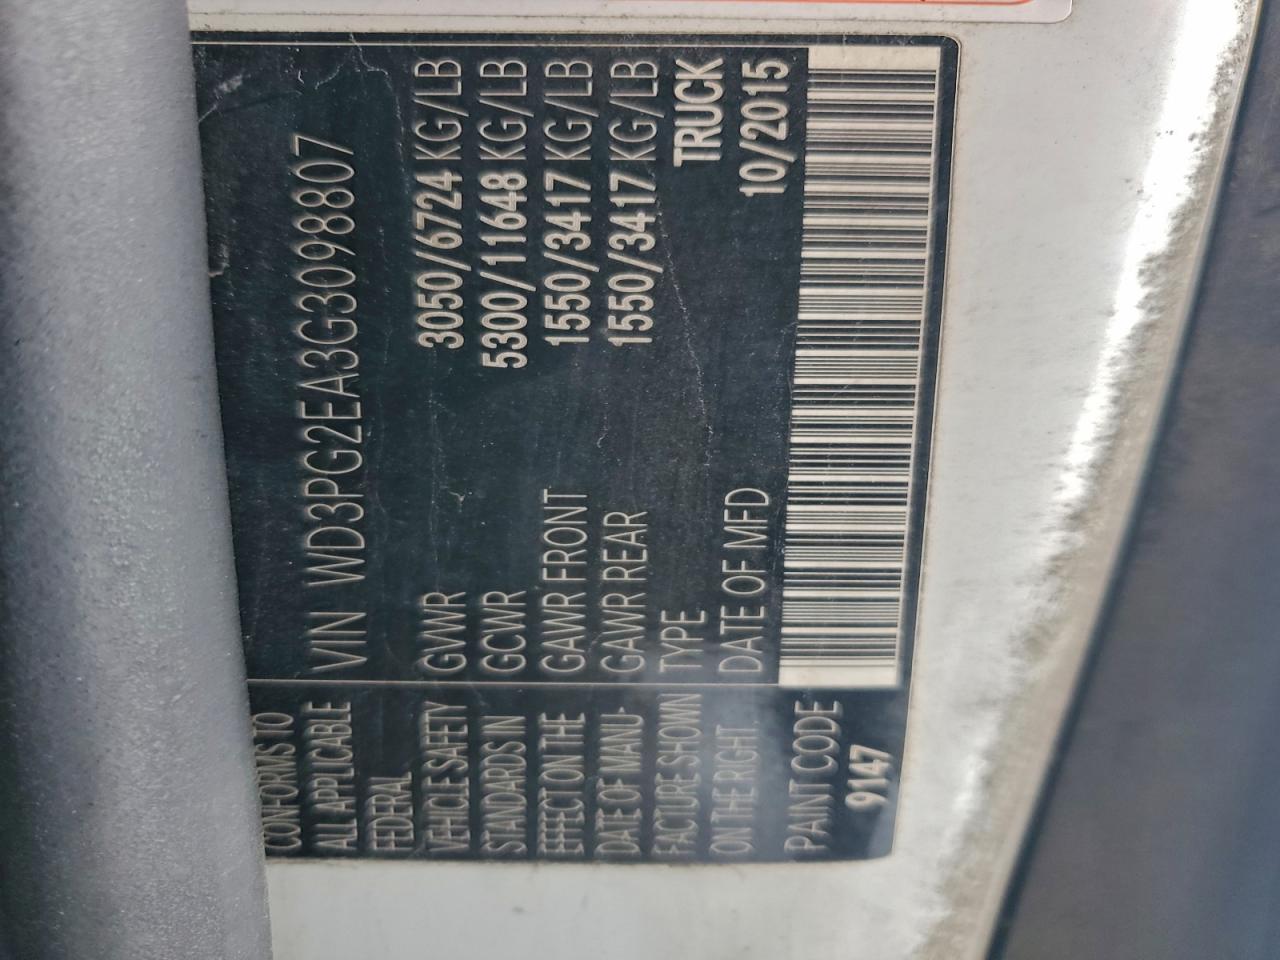 CONFORMS TO
ALL APPLICABLE
FEDERAL
VEHICLE SAFETY
STANDARDS IN
EFFECT ON THE
DATE OF MANU-
FACTURE SHOWN
ON THE RIGHT
PAINT CODE
9147
VIN WD3PG2EA3G3098807
GVWR 3050/6724 KG/LB
GCWR 5300/11648 KG/LB
GAWR FRONT 1550/3417 KG/LB
GAWR REAR 1550/3417 KG/LB
TYPE TRUCK
DATE OF MFD 10/2015